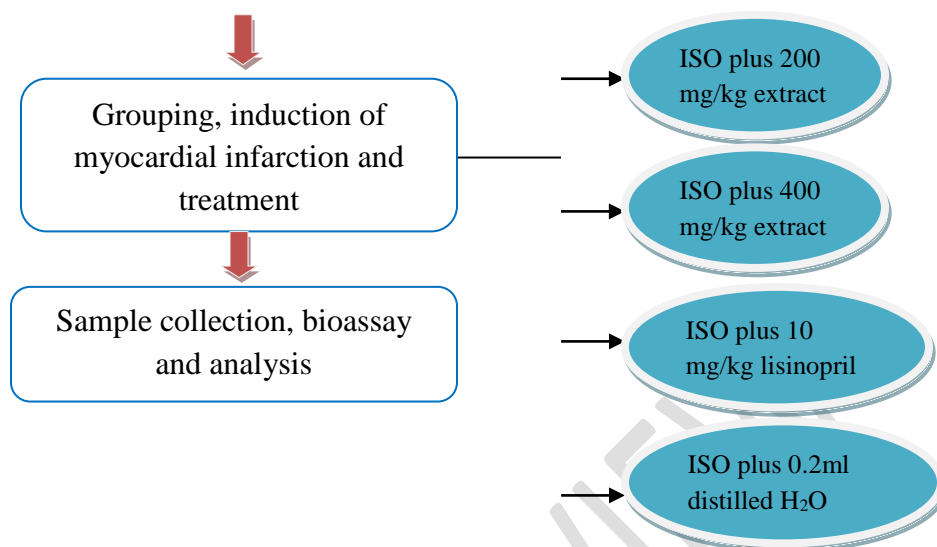 Grouping, induction of
myocardial infarction and
treatment
Sample collection, bioassay
and analysis
ISO plus 200
mg/kg extract
ISO plus 400
mg/kg extract
ISO plus 10
mg/kg lisinopril
ISO plus 0.2ml
distilled H₂O